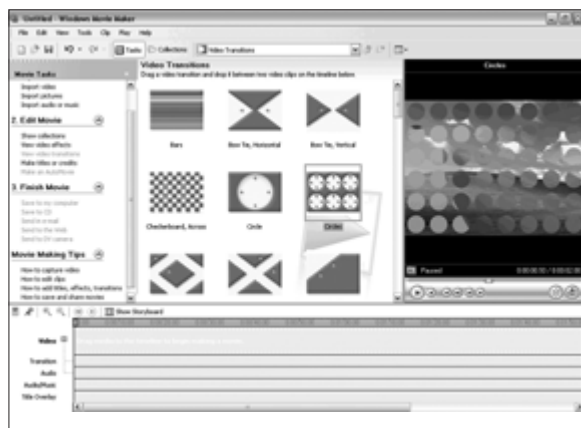 Untitled - Windows Movie Maker
File Edit View Tools Clip Play Help
Tasks Collections Video Transitions
Movie Tasks
Import video
Import pictures
Import audio or music
2. Edit Movie
Show collections
View video effects
View video transitions
Make titles or credits
Make an AutoMovie
3. Finish Movie
Save to my computer
Save to CD
Send in e-mail
Send to the Web
Send to DV camera
Movie Making Tips
How to capture video
How to edit clips
How to add titles, effects, transitions
How to save and share movies
Video Transitions
Drag a video transition and drop it between two video clips on the timeline below
Bars
Bow Tie, Horizontal
Bow Tie, Vertical
Checkerboard, Across
Circle
Circles
Circles
Paused
Show Storyboard
Video
Transition
Audio
Audio/Music
Title Overlay